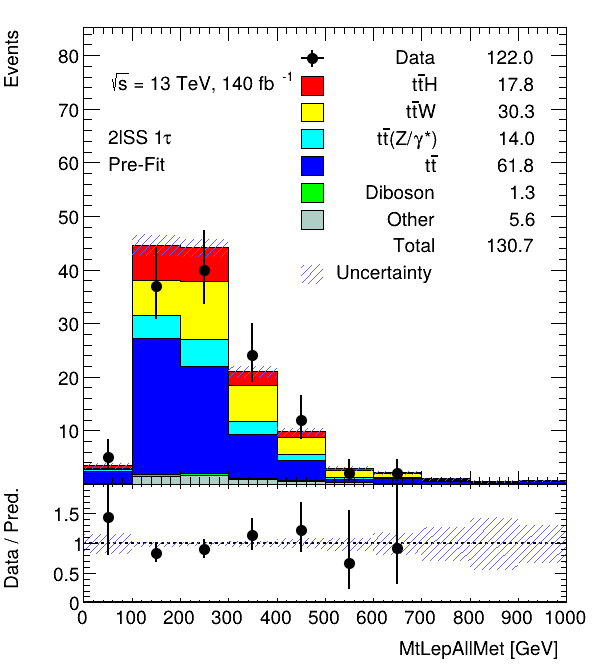 Events
80
70
60
50
40
30
20
10
√s = 13 TeV, 140 fb⁻¹
2lSS 1τ
Pre-Fit
Data 122.0
tt̄H 17.8
tt̄W 30.3
tt̄(Z/γ*) 14.0
tt̄ 61.8
Diboson 1.3
Other 5.6
Total 130.7
Uncertainty
Data / Pred.
1.5
1
0.5
0
0 100 200 300 400 500 600 700 800 900 1000
MtLepAllMet [GeV]